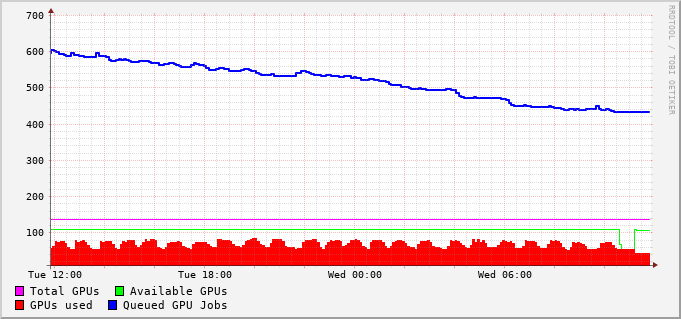 RRDTOOL / TOBI OETIKER
700
600
500
400
300
200
100
Tue 12:00 Tue 18:00 Wed 00:00 Wed 06:00
Total GPUs Available GPUs
GPUs used Queued GPU Jobs